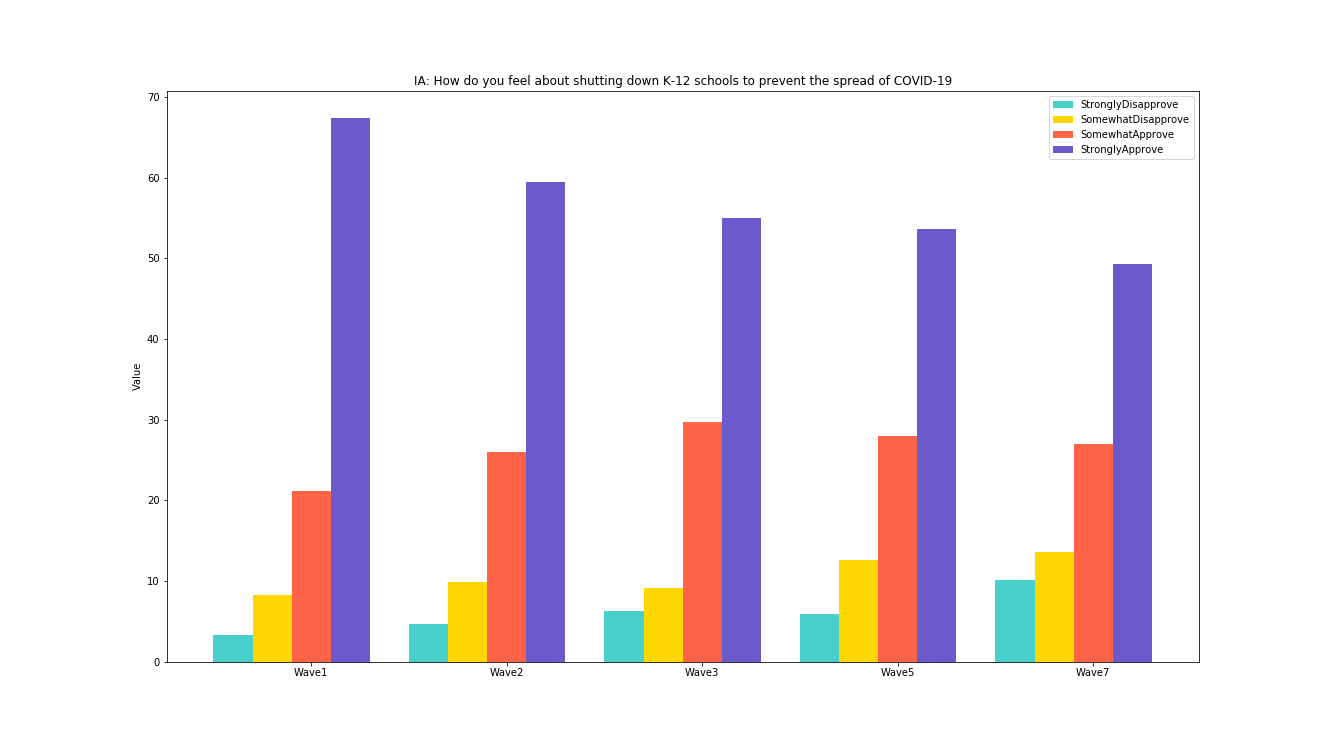 IA: How do you feel about shutting down K-12 schools to prevent the spread of COVID-19
StronglyDisapprove
SomewhatDisapprove
SomewhatApprove
StronglyApprove
70
60
50
40
30
20
10
0
Value
Wave1 Wave2 Wave3 Wave5 Wave7